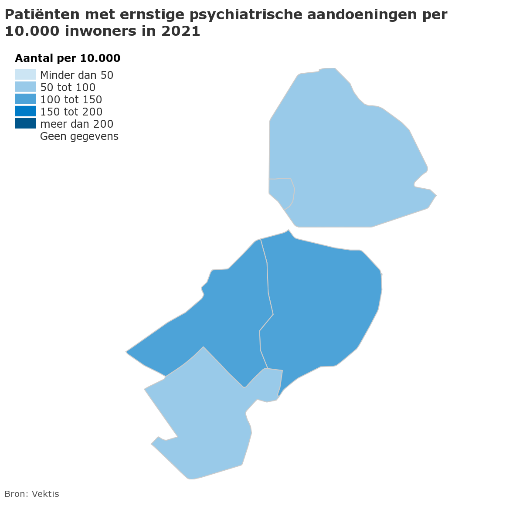 Patiënten met ernstige psychiatrische aandoeningen per
10.000 inwoners in 2021
Aantal per 10.000
Minder dan 50
50 tot 100
100 tot 150
150 tot 200
meer dan 200
Geen gegevens
Bron: Vektis